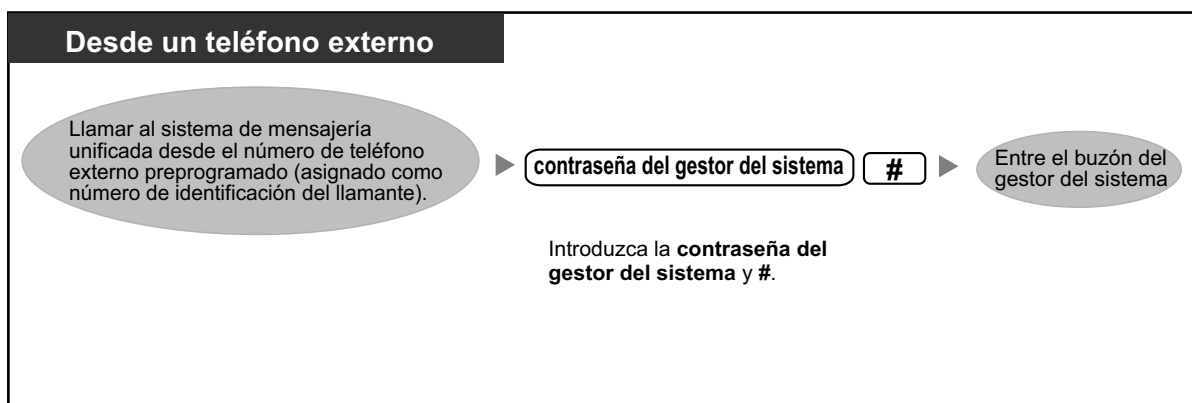 Desde un teléfono externo
Llamar al sistema de mensajería
unificada desde el número de teléfono
externo preprogramado (asignado como
número de identificación del llamante).
contraseña del gestor del sistema #
Introduzca la contraseña del
gestor del sistema y #.
Entre el buzón del
gestor del sistema